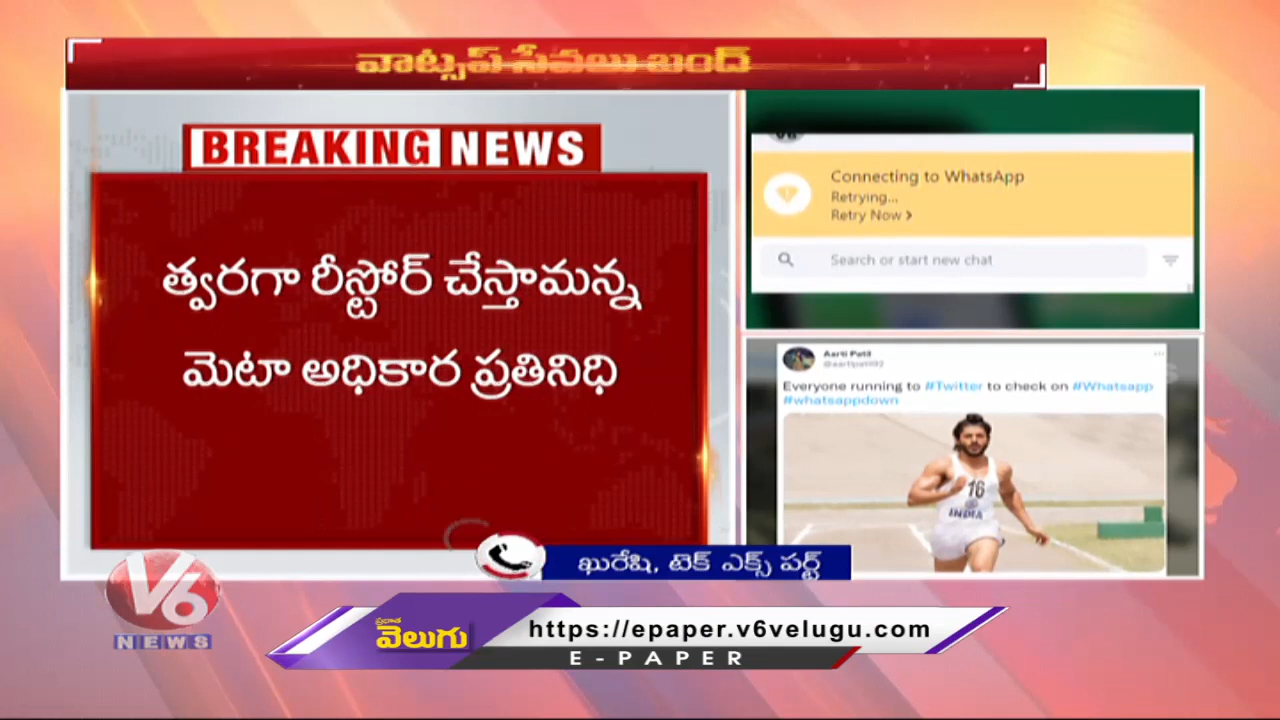 వాట్సప్ సేవలు బంద్
BREAKING NEWS
త్వరగా రీస్టోర్ చేస్తామన్న
మెటా అధికార ప్రతినిధి
Connecting to WhatsApp
Retrying...
Retry Now >
Search or start new chat
Aarti Patil
Everyone running to #Twitter to check on #Whatsapp
#whatsappdown
16
INDIA
ఖురేషి, టెక్ ఎక్స్ పర్ట్
V6
NEWS
ప్రభాత
వెలుగు
https://epaper.v6velugu.com
E-PAPER